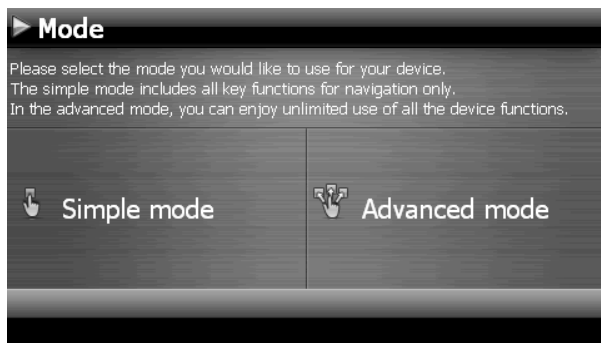 Mode
Please select the mode you would like to use for your device.
The simple mode includes all key functions for navigation only.
In the advanced mode, you can enjoy unlimited use of all the device functions.
Simple mode
Advanced mode